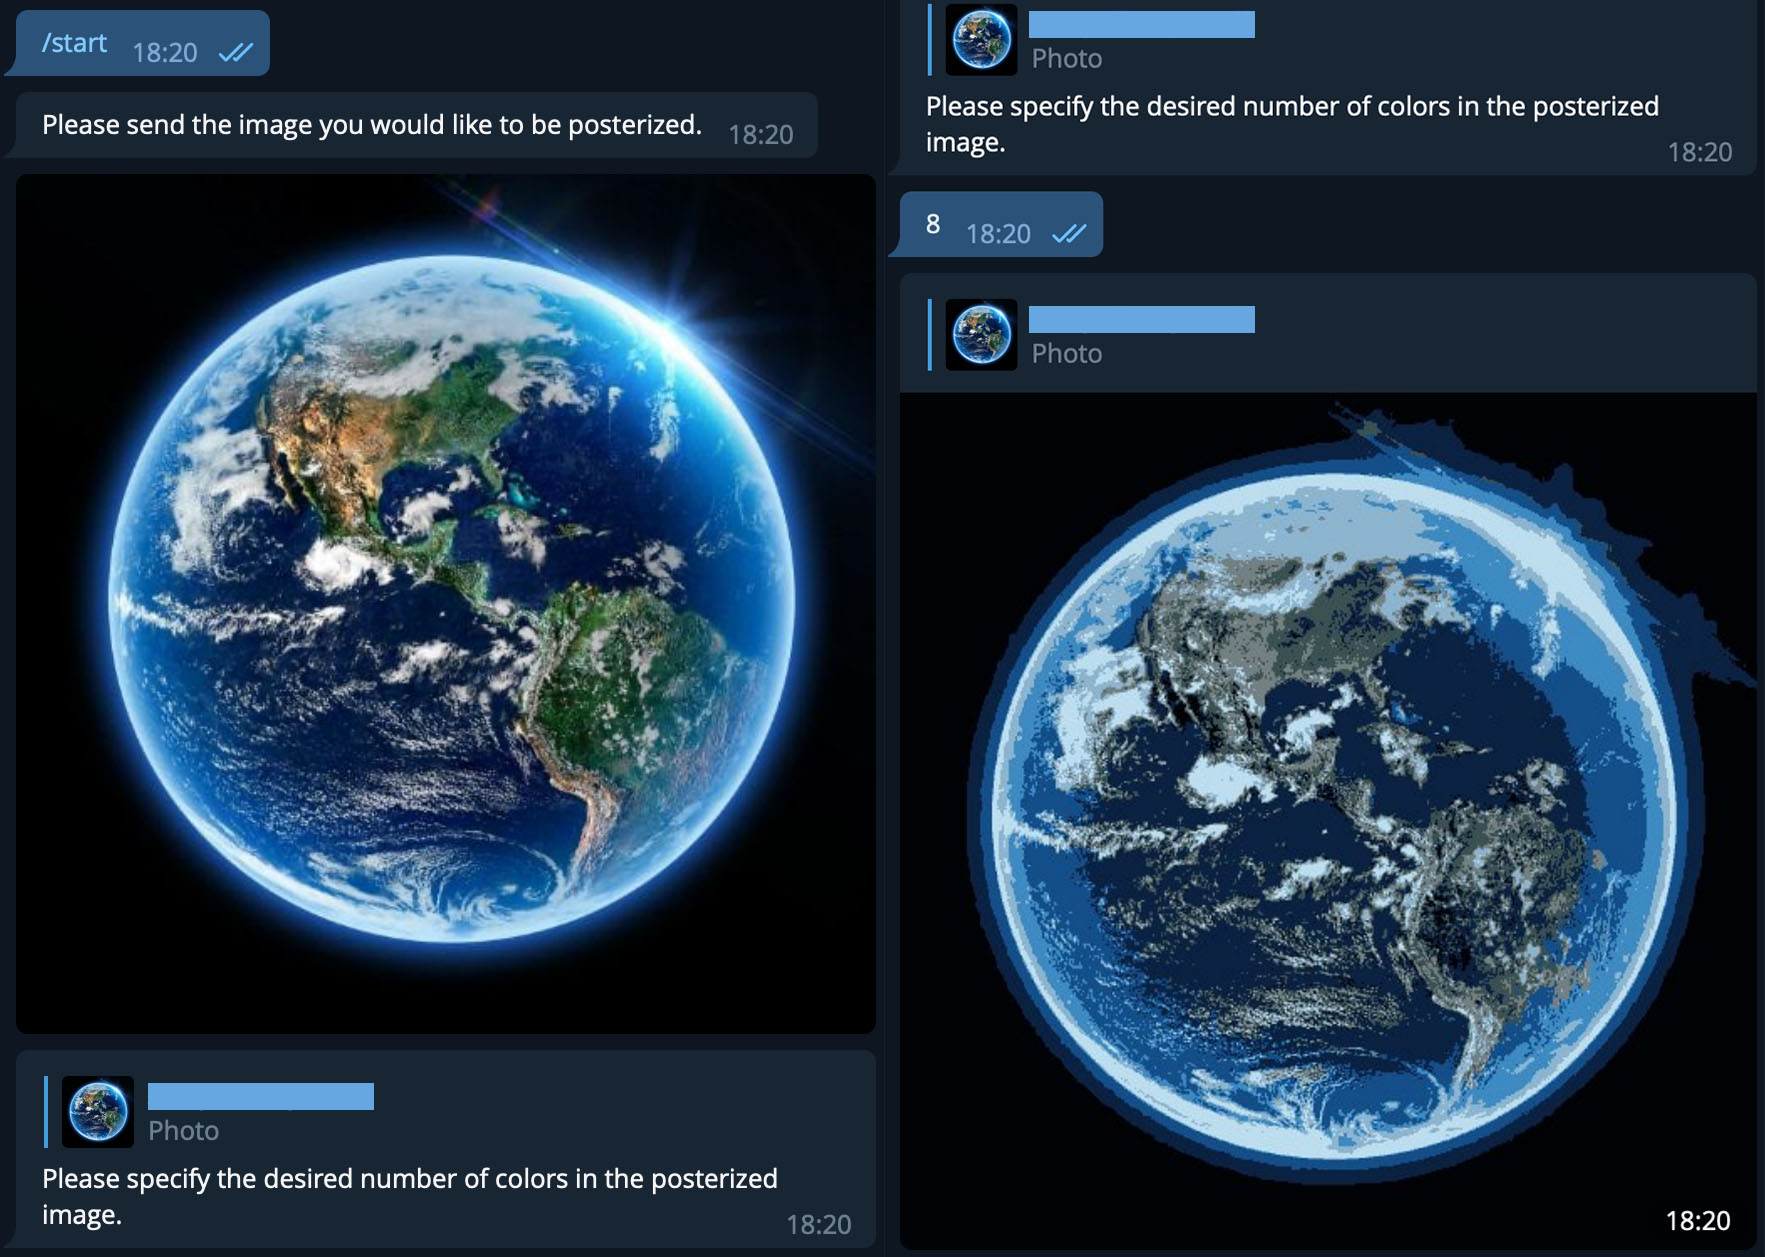 /start 18:20
Please send the image you would like to be posterized. 18:20
Photo
Please specify the desired number of colors in the posterized
image. 18:20
Photo
Please specify the desired number of colors in the posterized
image. 18:20
8 18:20
Photo
18:20